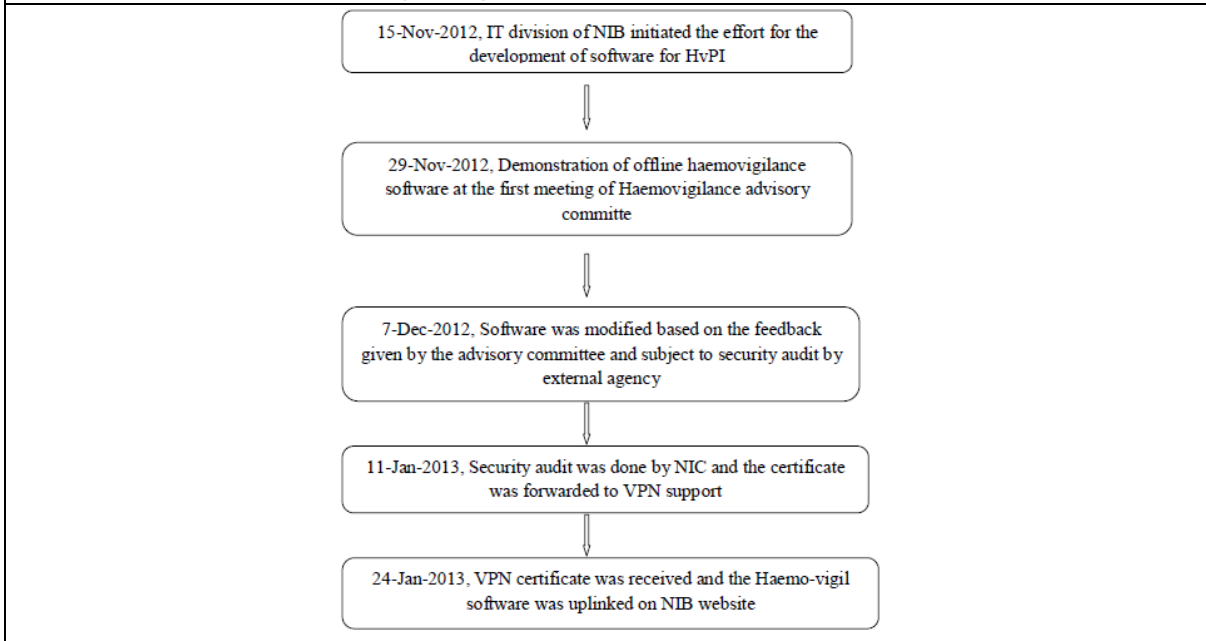 15-Nov-2012, IT division of NIB initiated the effort for the
development of software for HvPI
29-Nov-2012, Demonstration of offline haemovigilance
software at the first meeting of Haemovigilance advisory
committe
7-Dec-2012, Software was modified based on the feedback
given by the advisory committee and subject to security audit by
external agency
11-Jan-2013, Security audit was done by NIC and the certificate
was forwarded to VPN support
24-Jan-2013, VPN certificate was received and the Haemo-vigil
software was uplinked on NIB website